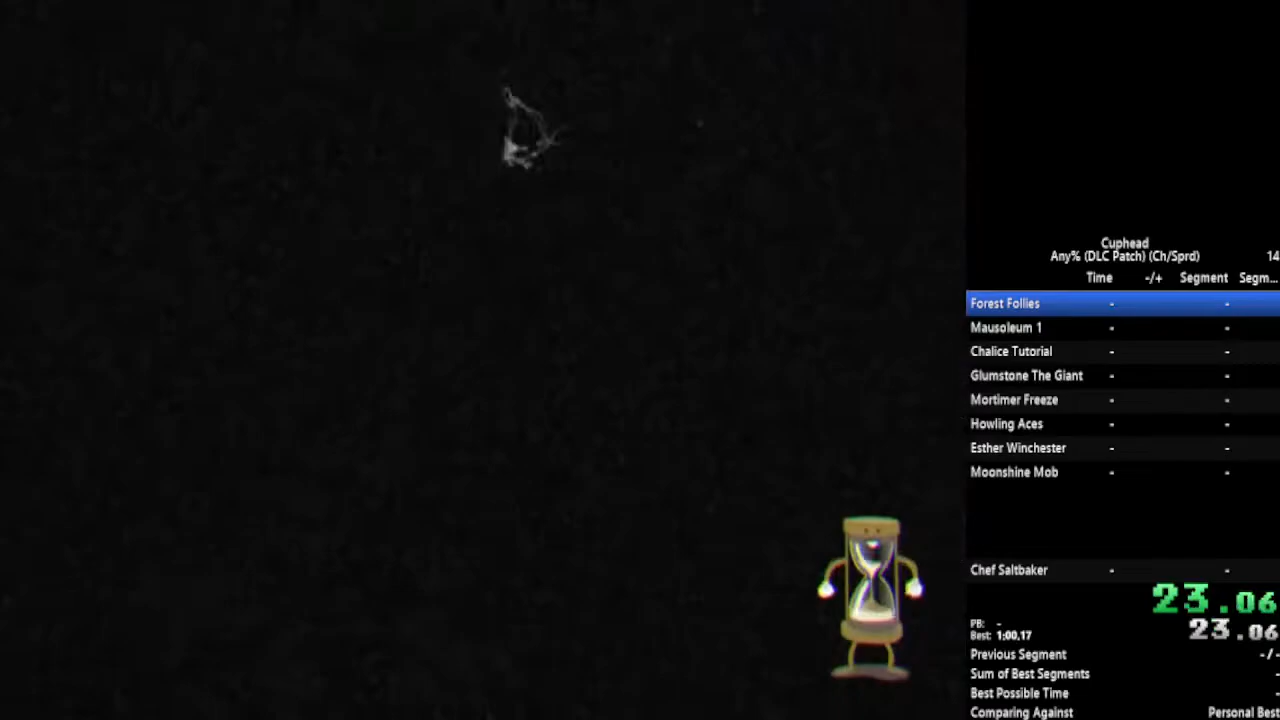 Cuphead
Any% (DLC Patch) (Ch/Sprd) 14
Time -/+ Segment Segm...
Forest Follies - -
Mausoleum 1 - -
Chalice Tutorial - -
Glumstone The Giant - -
Mortimer Freeze - -
Howling Aces - -
Esther Winchester - -
Moonshine Mob - -
Chef Saltbaker - -
23.06
PB: - 23.06
Best: 1:00.17
Previous Segment -/-
Sum of Best Segments -
Best Possible Time -
Comparing Against Personal Best